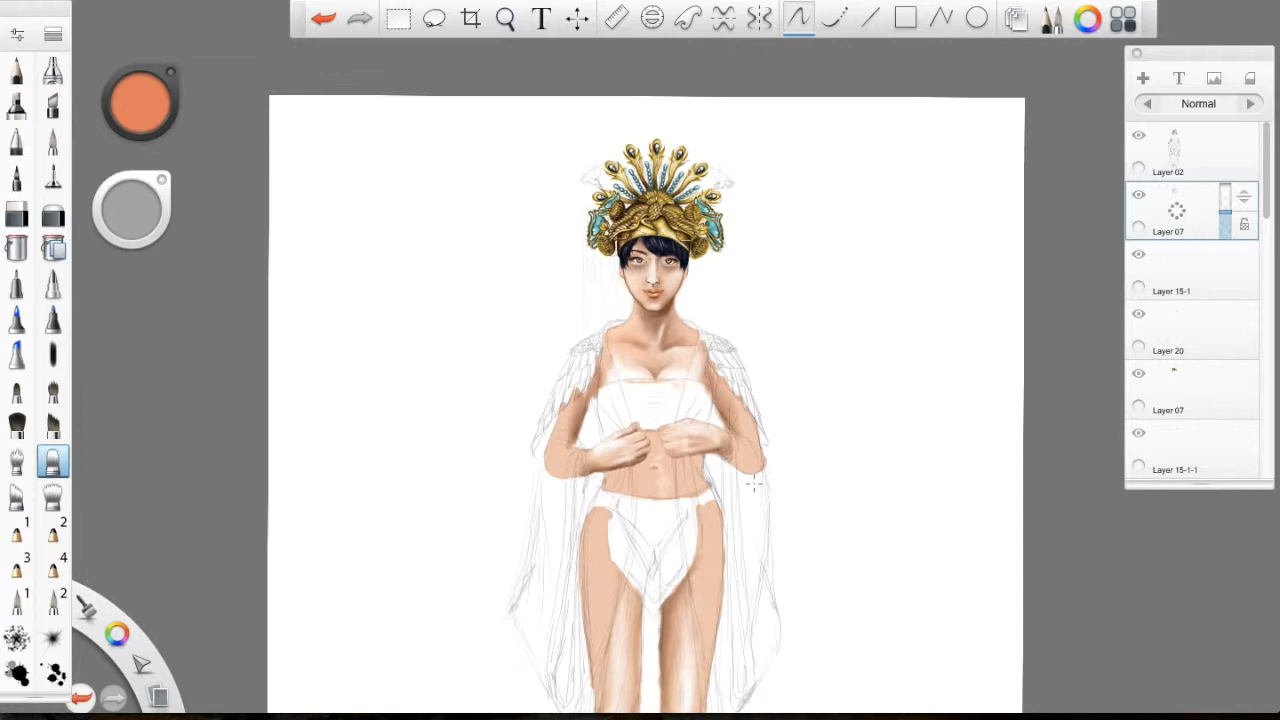 T
T
Normal
Layer 02
Layer 07
Layer 15-1
Layer 20
Layer 07
Layer 15-1-1
1 2
3 4
1 2